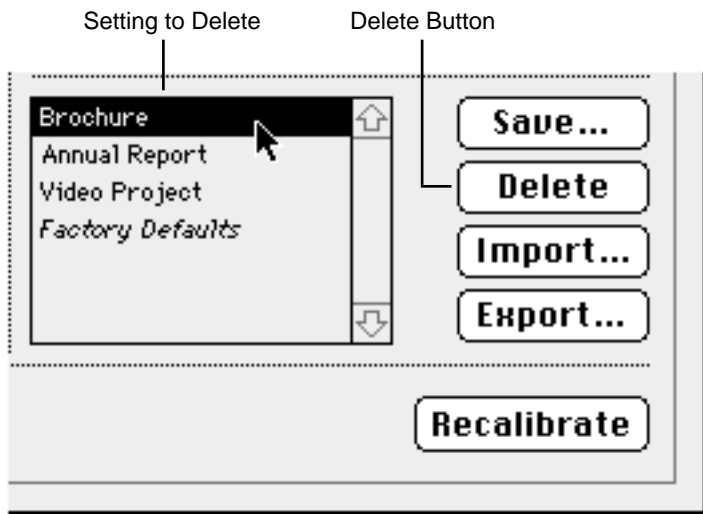 Setting to Delete
Delete Button
Brochure
Annual Report
Video Project
Factory Defaults
Save...
Delete
Import...
Export...
Recalibrate